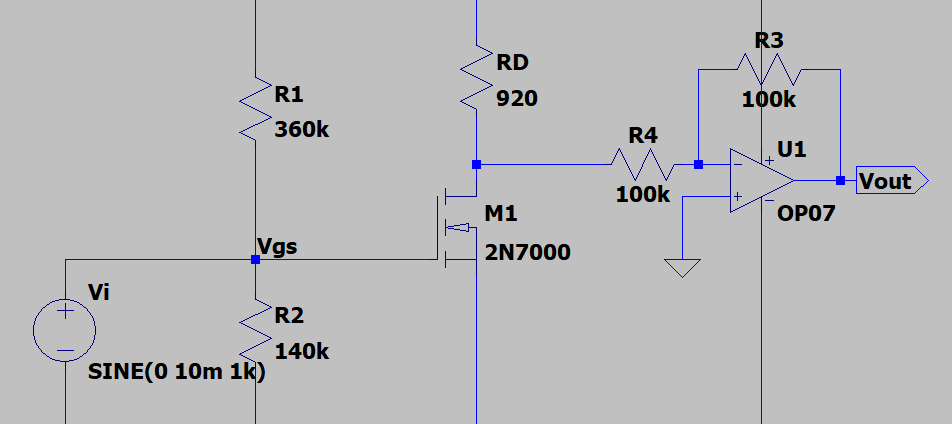 R3
100k
RD
920
R1
360k
R4
100k
U1
OP07
Vout
M1
2N7000
Vgs
Vi
SINE(0 10m 1k)
R2
140k